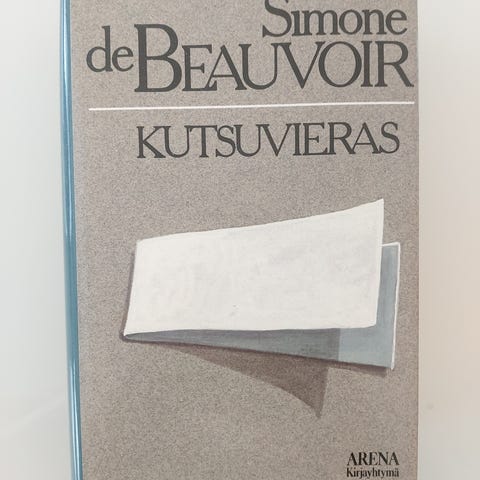 Simone
de BEAUVOIR
KUTSUVIERAS
ARENA
Kirjayhtymä